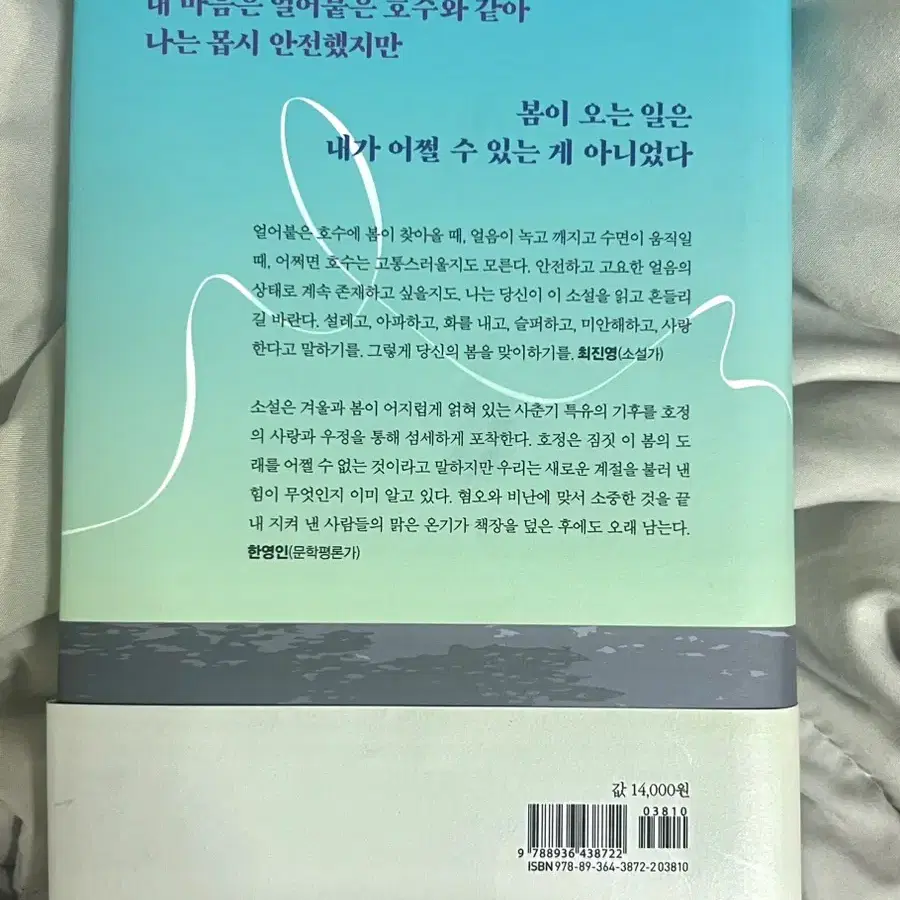 내 마음은 얼어붙은 호수와 같아
나는 몹시 안전했지만
봄이 오는 일은
내가 어쩔 수 있는 게 아니었다
얼어붙은 호수에 봄이 찾아올 때, 얼음이 녹고 깨지고 수면이 움직일
때, 어쩌면 호수는 고통스러울지도 모른다. 안전하고 고요한 얼음의
상태로 계속 존재하고 싶을지도. 나는 당신이 이 소설을 읽고 흔들리
길 바란다. 설레고, 아파하고, 화를 내고, 슬퍼하고, 미안해하고, 사랑
한다고 말하기를. 그렇게 당신의 봄을 맞이하기를. 최진영(소설가)
소설은 겨울과 봄이 어지럽게 얽혀 있는 사춘기 특유의 기후를 호정
의 사랑과 우정을 통해 섬세하게 포착한다. 호정은 짐짓 이 봄의 도
래를 어쩔 수 없는 것이라고 말하지만 우리는 새로운 계절을 불러 낸
힘이 무엇인지 이미 알고 있다. 혐오와 비난에 맞서 소중한 것을 끝
내 지켜 낸 사람들의 맑은 온기가 책장을 덮은 후에도 오래 남는다.
한영인(문학평론가)
값 14,000원
03810
9 788936 438722
ISBN 978-89-364-3872-2 03810